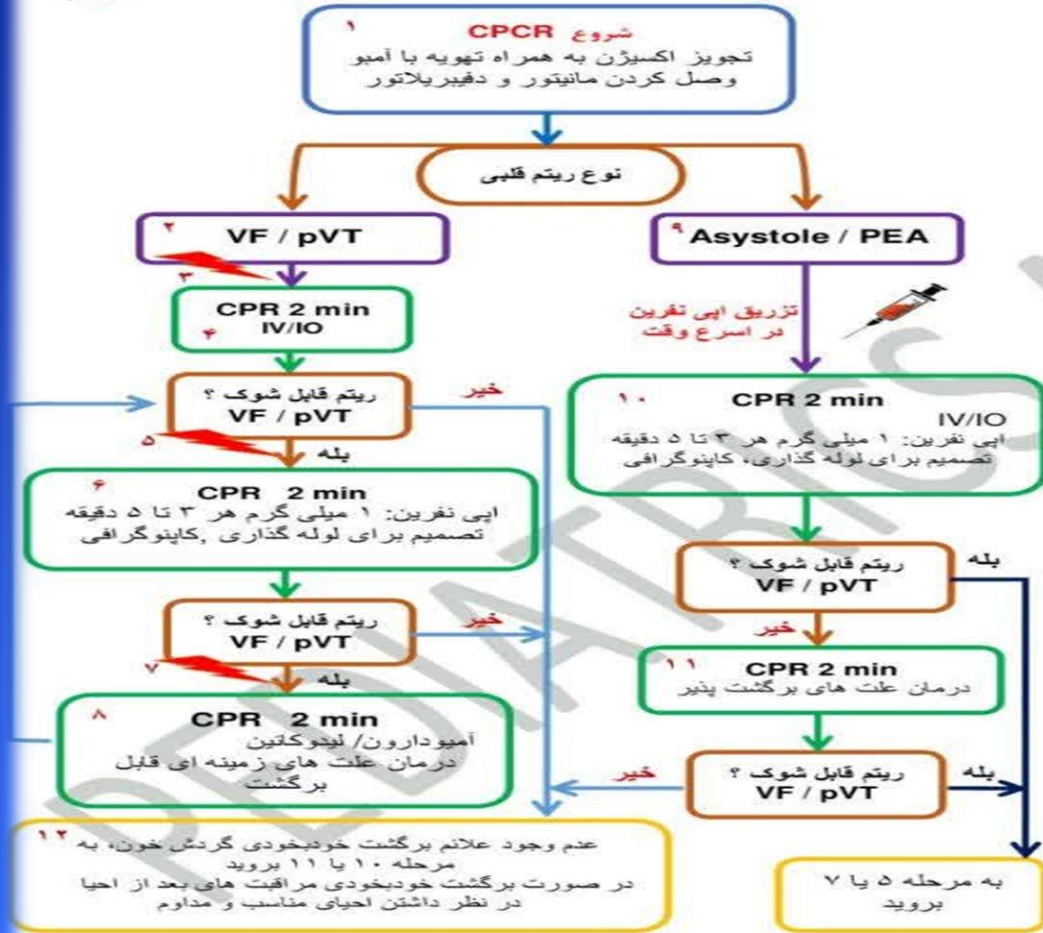 ۱ شروع CPCR
تجویز اکسیژن به همراه تهویه با آمبو
وصل کردن مانیتور و دفیبریلاتور
نوع ریتم قلبی
۲ VF / pVT
۳
CPR 2 min
۴ IV/IO
ریتم قابل شوک ؟
VF / pVT
خیر
۵
بله
۶ CPR 2 min
اپی نفرین: ۱ میلی گرم هر ۳ تا ۵ دقیقه
تصمیم برای لوله گذاری ,کاپنوگرافی
ریتم قابل شوک ؟
VF / pVT
خیر
۷
بله
۸ CPR 2 min
آمیودارون/ لیدوکائین
درمان علت های زمینه ای قابل
برگشت
۹ Asystole / PEA
تزریق اپی نفرین
در اسرع وقت
۱۰ CPR 2 min
IV/IO
اپی نفرین: ۱ میلی گرم هر ۳ تا ۵ دقیقه
تصمیم برای لوله گذاری، کاپنوگرافی
ریتم قابل شوک ؟
VF / pVT
بله
خیر
۱۱ CPR 2 min
درمان علت های برگشت پذیر
ریتم قابل شوک ؟
VF / pVT
خیر
بله
۱۲ عدم وجود علائم برگشت خودبخودی گردش خون، به
مرحله ۱۰ یا ۱۱ بروید
در صورت برگشت خودبخودی مراقبت های بعد از احیا
در نظر داشتن احیای مناسب و مداوم
به مرحله ۵ یا ۷
بروید
PEDIATRICS